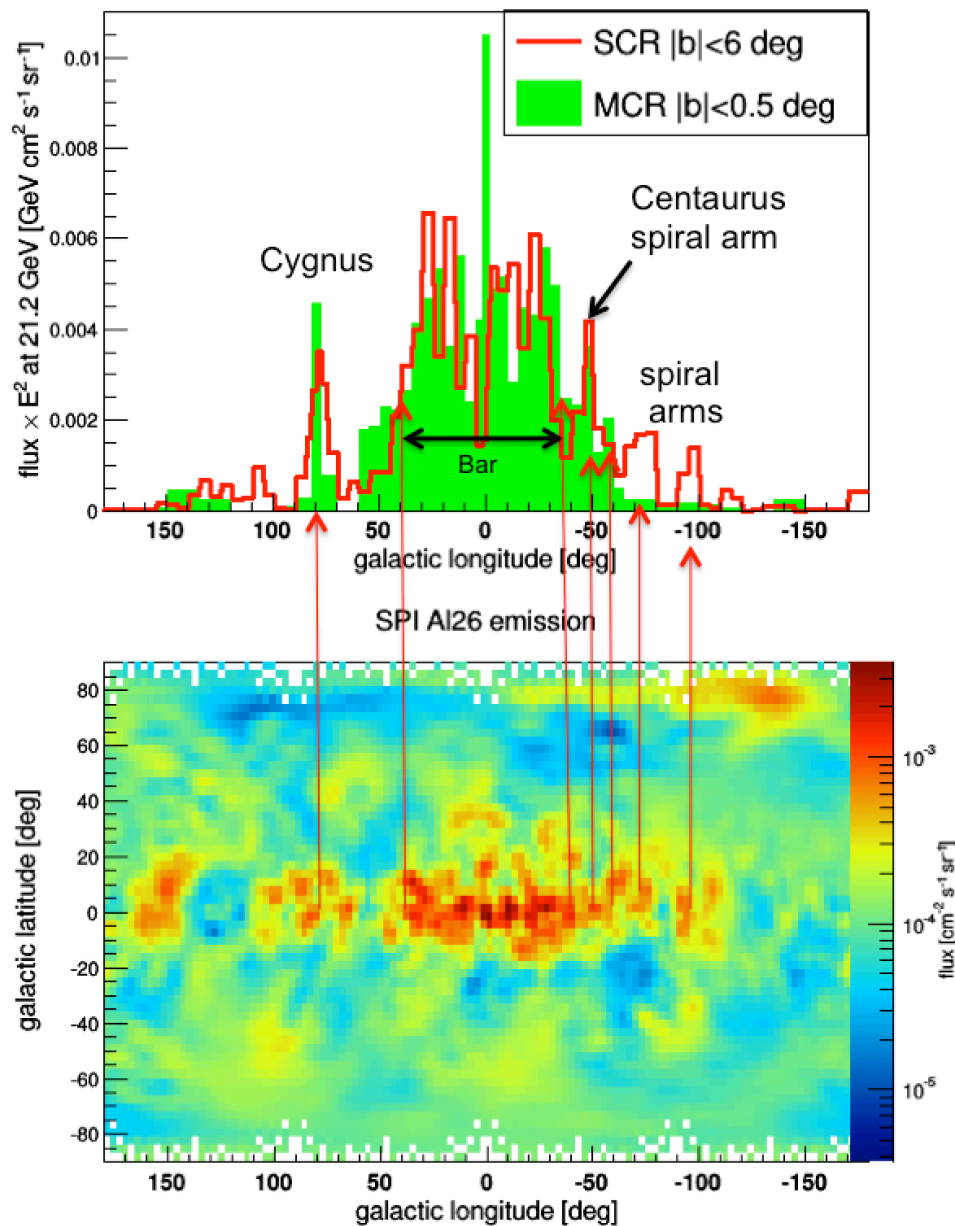 SCR |b|<6 deg
MCR |b|<0.5 deg
flux × E² at 21.2 GeV [GeV cm² s⁻¹ sr⁻¹]
0.01
0.008
0.006
0.004
0.002
0
Cygnus
Centaurus
spiral arm
spiral
arms
Bar
150 100 50 0 -50 -100 -150
galactic longitude [deg]
SPI Al26 emission
galactic latitude [deg]
80
60
40
20
0
-20
-40
-60
-80
150 100 50 0 -50 -100 -150
galactic longitude [deg]
10⁻³
10⁻⁴
10⁻⁵
flux [cm⁻² s⁻¹ sr⁻¹]